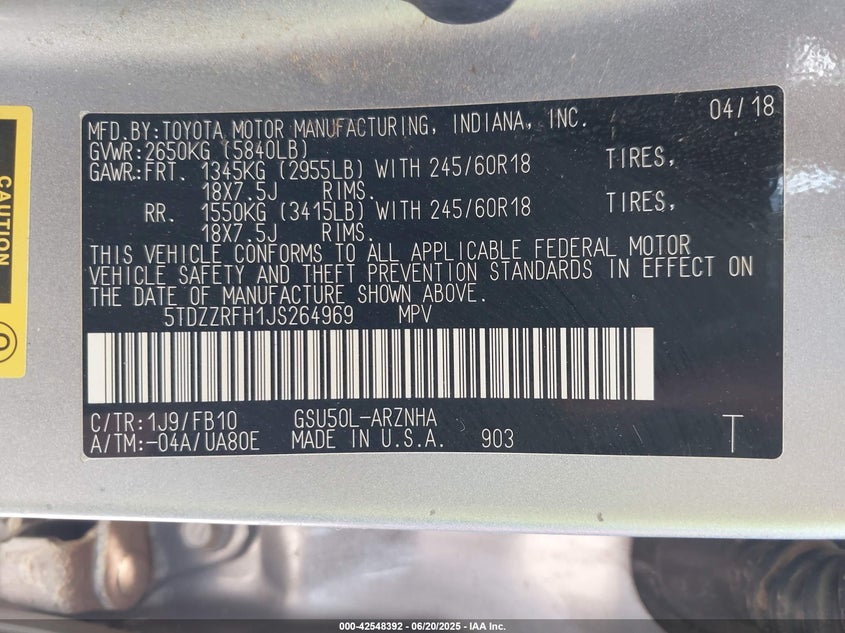 CAUTION
MFD.BY:TOYOTA MOTOR MANUFACTURING, INDIANA, INC. 04/18
GVWR:2650KG (5840LB)
GAWR:FRT. 1345KG (2955LB) WITH 245/60R18 TIRES,
18X7.5J RIMS.
RR. 1550KG (3415LB) WITH 245/60R18 TIRES,
18X7.5J RIMS.
THIS VEHICLE CONFORMS TO ALL APPLICABLE FEDERAL MOTOR
VEHICLE SAFETY AND THEFT PREVENTION STANDARDS IN EFFECT ON
THE DATE OF MANUFACTURE SHOWN ABOVE.
5TDZZRFH1JS264969 MPV
C/TR:1J9/FB10 GSU50L-ARZNHA
A/TM:-04A/UA80E MADE IN U.S.A. 903 T
000-42548392 - 06/20/2025 - IAA Inc.